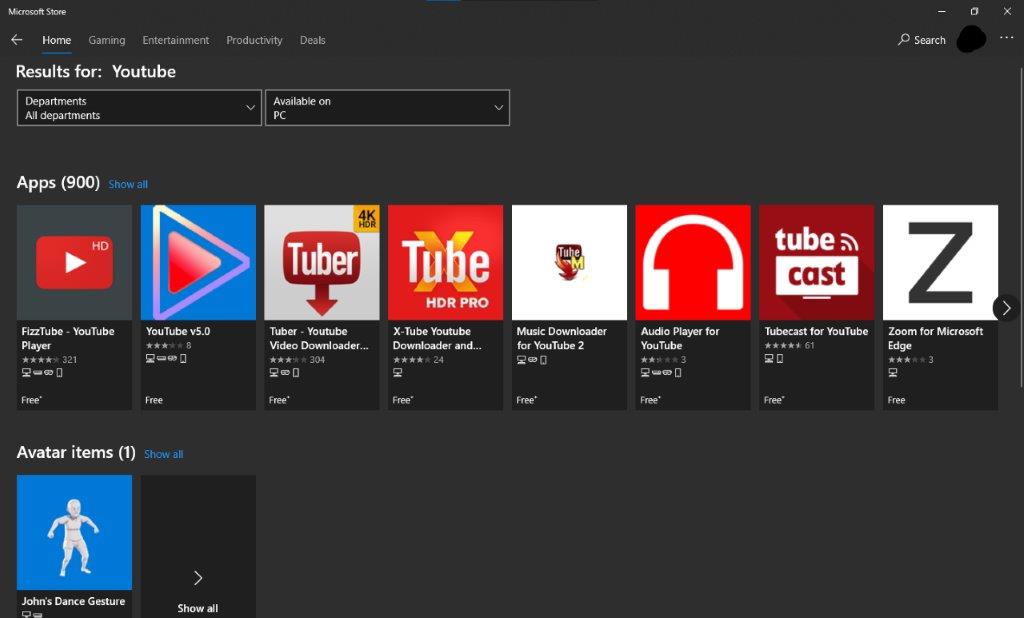 Microsoft Store
Home Gaming Entertainment Productivity Deals Search
Results for: Youtube
Departments
All departments
Available on
PC
Apps (900) Show all
HD
FizzTube - YouTube
Player
321
Free*
YouTube v5.0
8
Free
4K
HDR
Tuber
Tuber - Youtube
Video Downloader...
304
Free*
X
Tube
HDR PRO
X-Tube Youtube
Downloader and...
24
Free*
Tube
M
Music Downloader
for YouTube 2
Free*
Audio Player for
YouTube
3
Free*
tube
cast
Tubecast for YouTube
61
Free*
Z
Zoom for Microsoft
Edge
3
Free
Avatar items (1) Show all
John's Dance Gesture
Show all